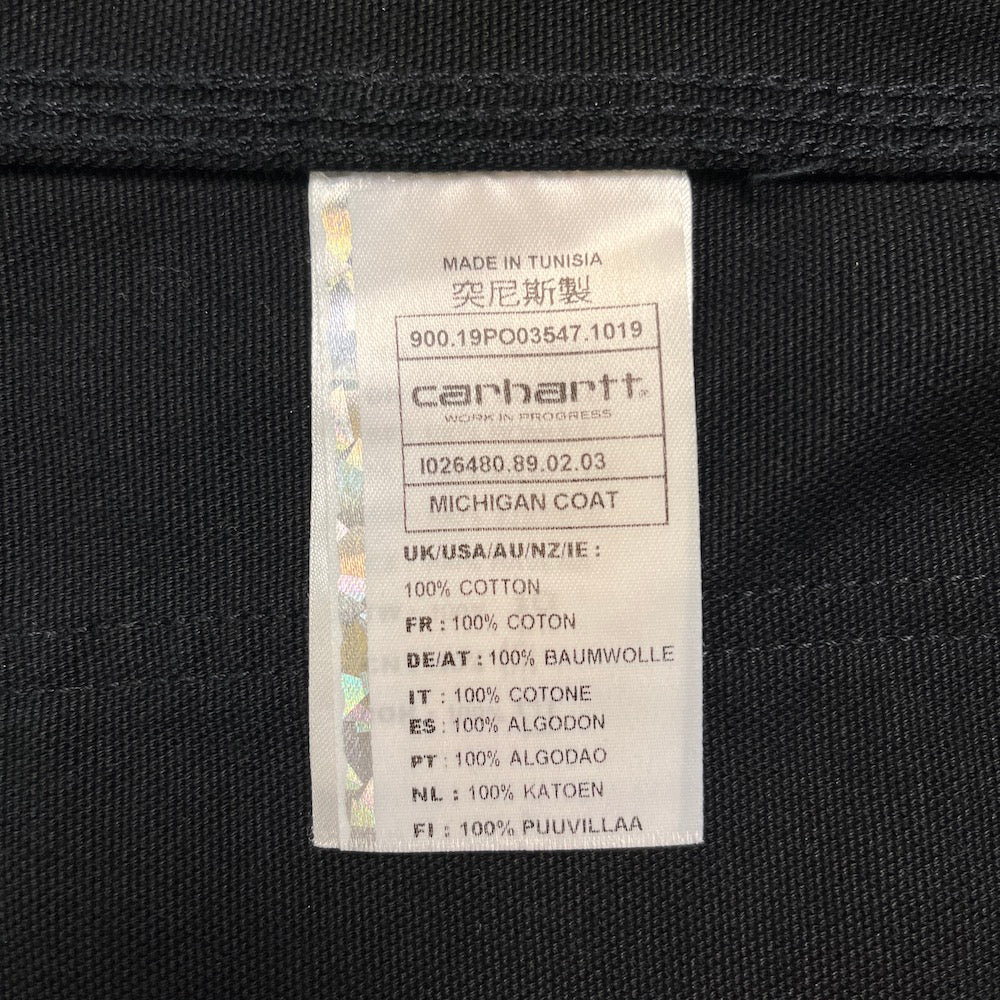 MADE IN TUNISIA
突尼斯製
900.19PO03547.1019
carhartt®
WORK IN PROGRESS
I026480.89.02.03
MICHIGAN COAT
UK/USA/AU/NZ/IE :
100% COTTON
FR : 100% COTON
DE/AT : 100% BAUMWOLLE
IT : 100% COTONE
ES : 100% ALGODON
PT : 100% ALGODAO
NL : 100% KATOEN
FI : 100% PUUVILLAA